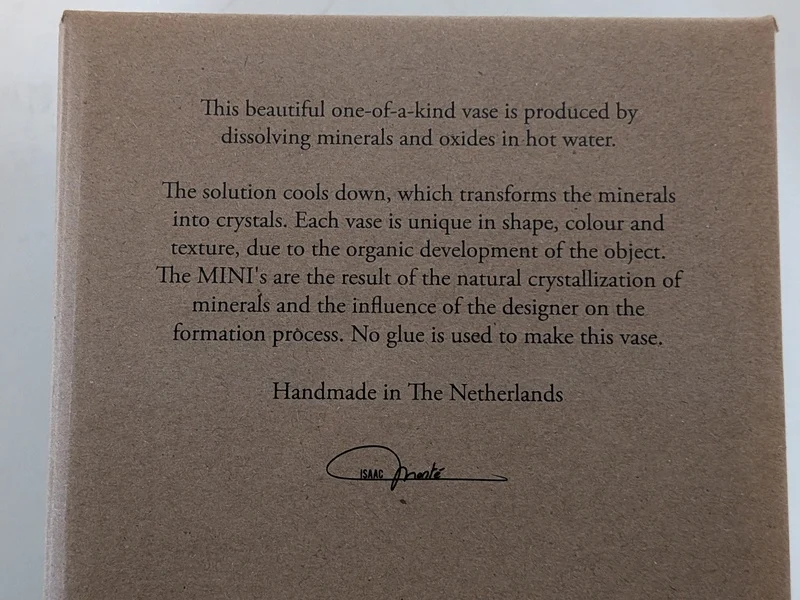 This beautiful one-of-a-kind vase is produced by
dissolving minerals and oxides in hot water.
The solution cools down, which transforms the minerals
into crystals. Each vase is unique in shape, colour and
texture, due to the organic development of the object.
The MINI's are the result of the natural crystallization of
minerals and the influence of the designer on the
formation process. No glue is used to make this vase.
Handmade in The Netherlands
ISAAC Monté